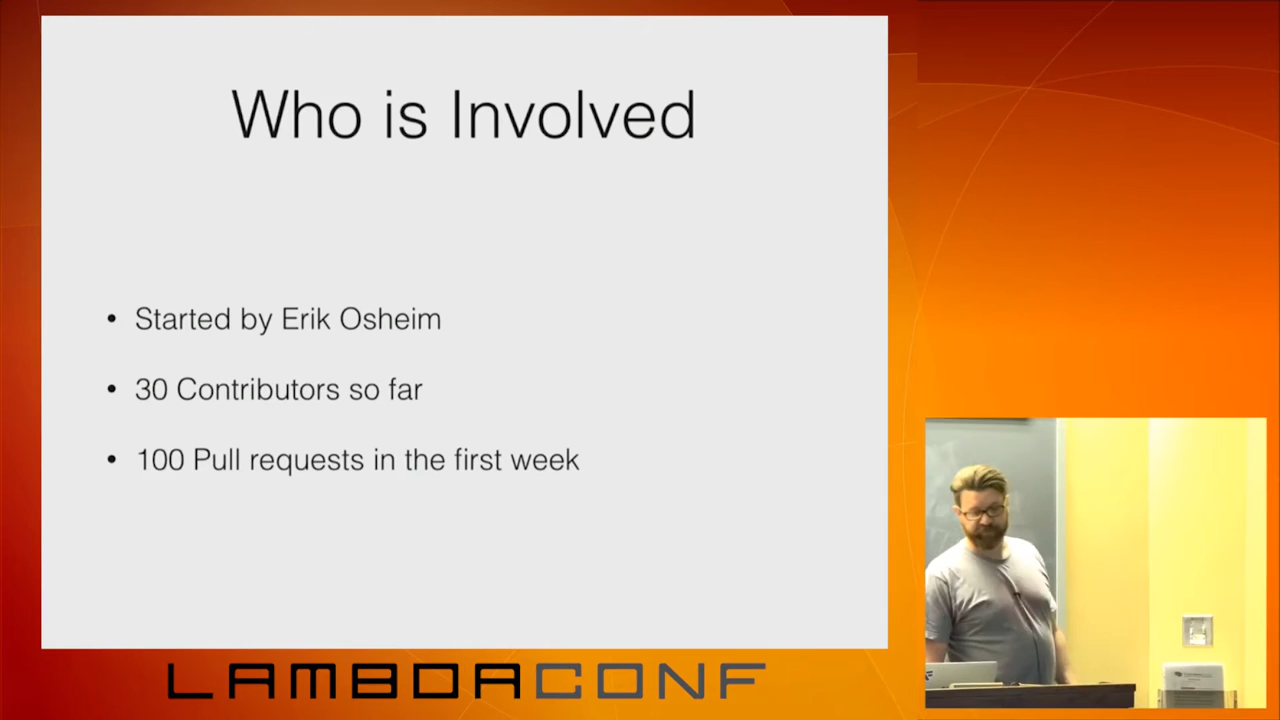 Who is Involved
• Started by Erik Osheim
• 30 Contributors so far
• 100 Pull requests in the first week
LAMBDACONF